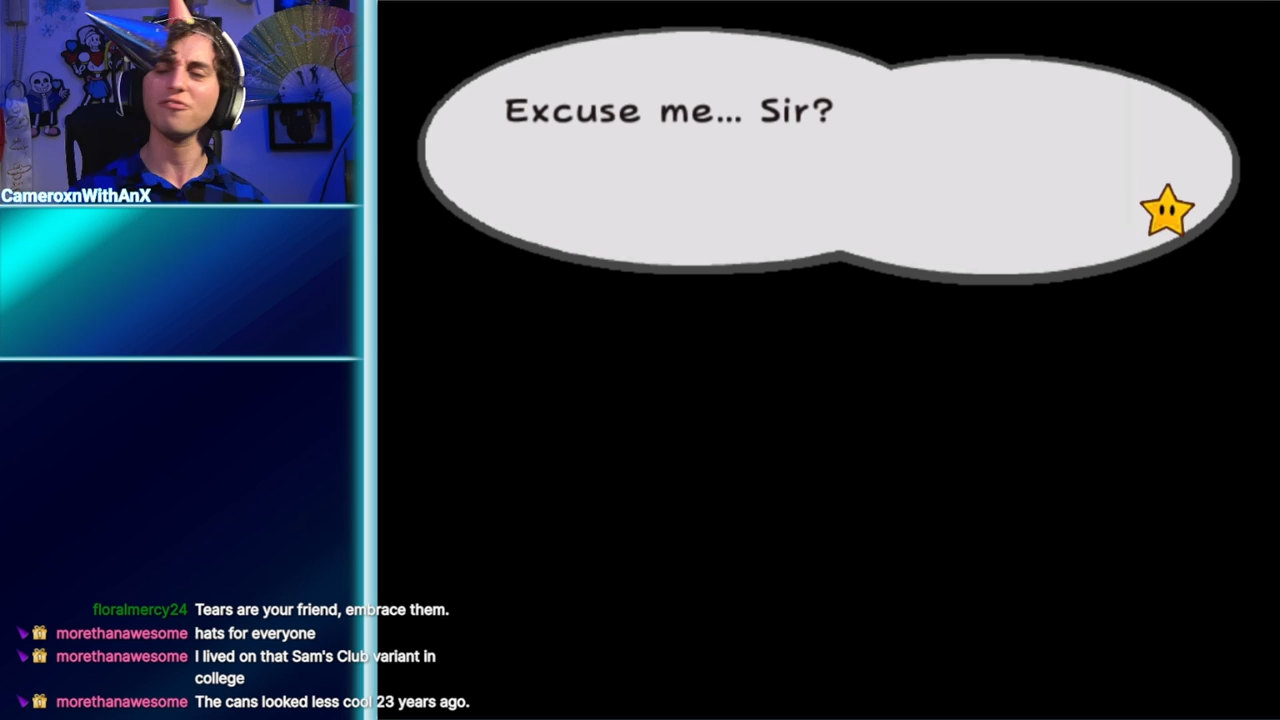 Excuse me... Sir?
CameroxnWithAnX
floralmercy24 Tears are your friend, embrace them.
morethanawesome hats for everyone
morethanawesome I lived on that Sam's Club variant in
college
morethanawesome The cans looked less cool 23 years ago.